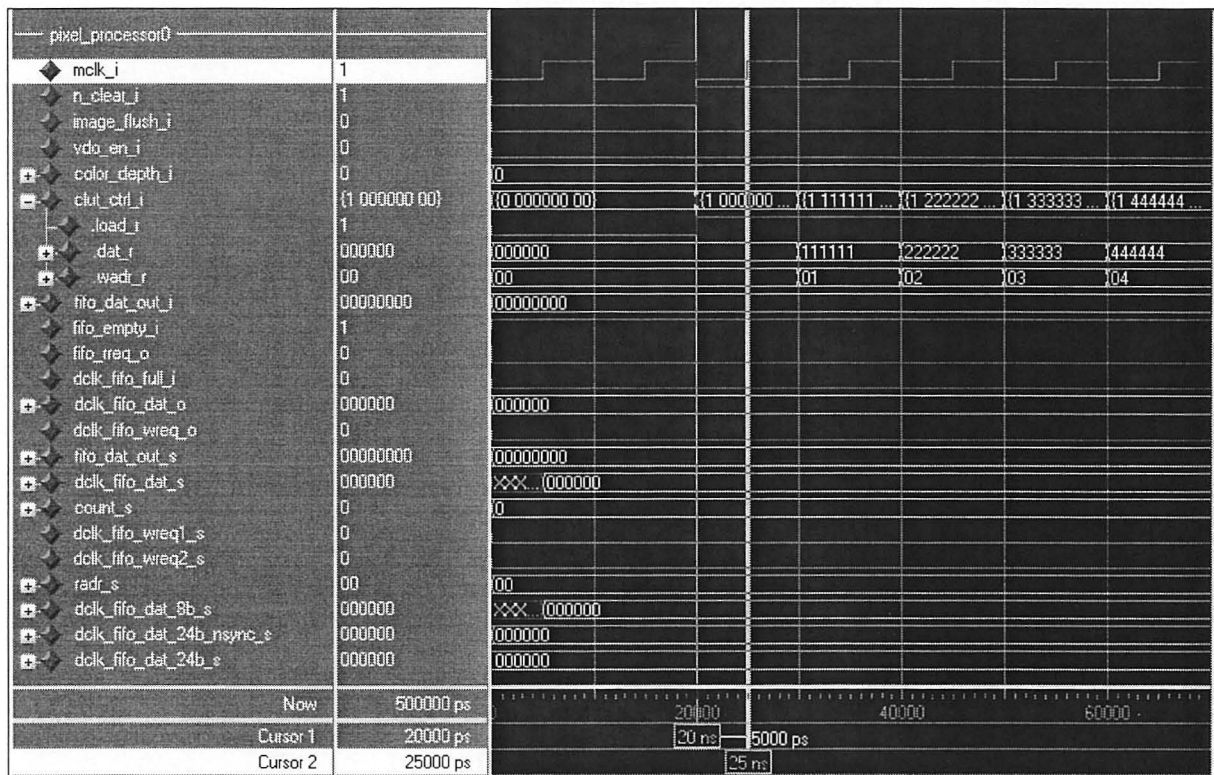 pixel_processor0
mclk_i 1
n_clear_i 1
image_flush_i 0
vdo_en_i 0
color_depth_i 0 0
clut_ctrl_i {1 000000 00} {{0 000000 00} {{1 000000 ... {{1 111111 ... {{1 222222 ... {{1 333333 ... {{1 444444 ...
.load_r 1
.dat_r 000000 000000 111111 222222 333333 444444
.wadr_r 00 00 01 02 03 04
fifo_dat_out_i 00000000 00000000
fifo_empty_i 1
fifo_rreq_o 0
dclk_fifo_full_i 0
dclk_fifo_dat_o 000000 000000
dclk_fifo_wreq_o 0
fifo_dat_out_s 00000000 00000000
dclk_fifo_dat_s 000000 XXX... 000000
count_s 0 0
dclk_fifo_wreq1_s 0
dclk_fifo_wreq2_s 0
radr_s 00 00
dclk_fifo_dat_8b_s 000000 XXX... 000000
dclk_fifo_dat_24b_nsync_s 000000 000000
dclk_fifo_dat_24b_s 000000 000000
Now 500000 ps 20000 40000 60000
Cursor 1 20000 ps 20 ns 5000 ps
Cursor 2 25000 ps 25 ns